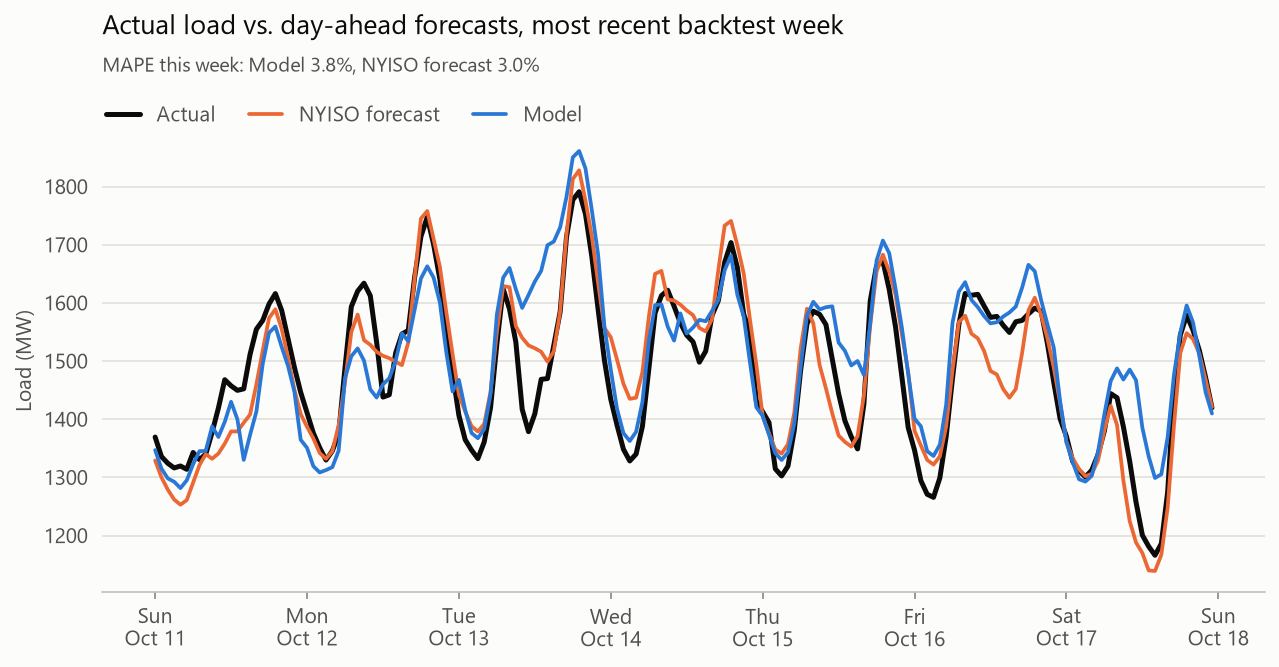 Actual load vs. day-ahead forecasts, most recent backtest week
MAPE this week: Model 3.8%, NYISO forecast 3.0%
Actual NYISO forecast Model
Load (MW)
1800
1700
1600
1500
1400
1300
1200
Sun Mon Tue Wed Thu Fri Sat Sun
Oct 11 Oct 12 Oct 13 Oct 14 Oct 15 Oct 16 Oct 17 Oct 18